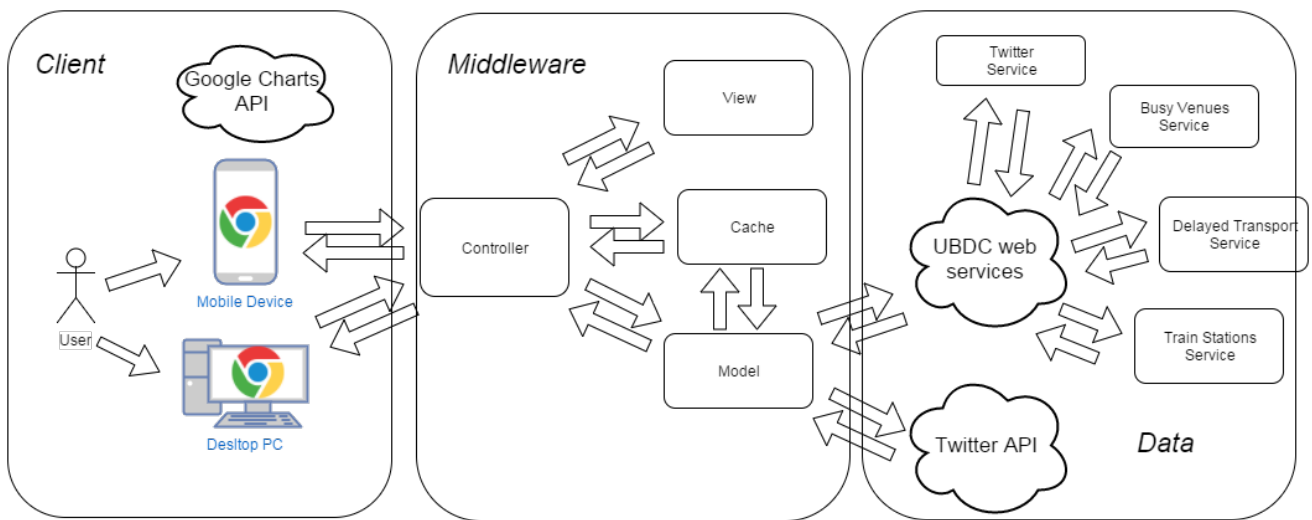 Client
Google Charts
API
Mobile Device
User
Desltop PC
Middleware
View
Controller
Cache
Model
Twitter
Service
Busy Venues
Service
UBDC web
services
Delayed Transport
Service
Train Stations
Service
Twitter API
Data